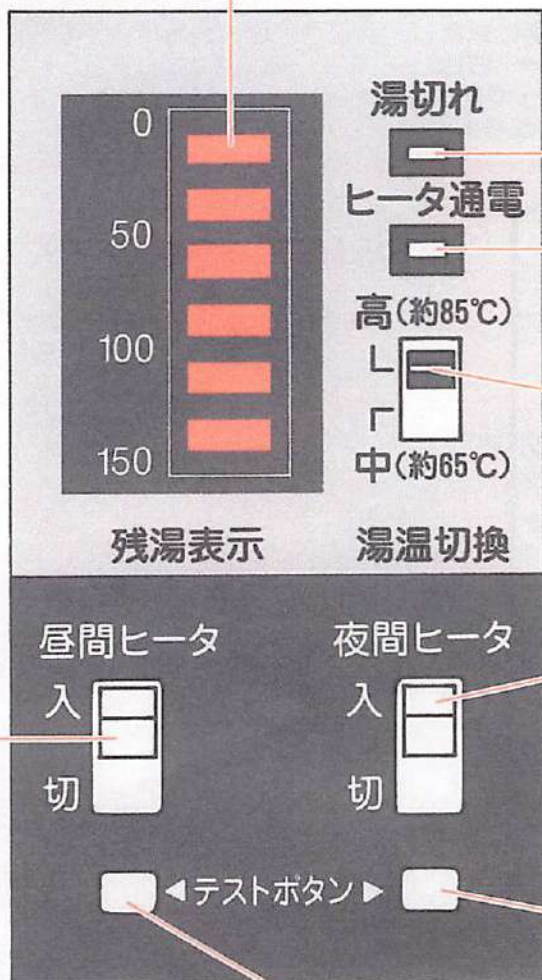 0
50
100
150
残湯表示
湯切れ
ヒータ通電
高(約85℃)
中(約65℃)
湯温切換
昼間ヒータ
入
切
夜間ヒータ
入
切
◀テストボタン▶